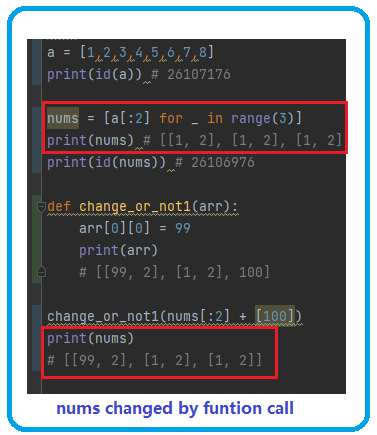 a = [1,2,3,4,5,6,7,8]
print(id(a)) # 26107176
nums = [a[:2] for _ in range(3)]
print(nums) # [[1, 2], [1, 2], [1, 2]
print(id(nums)) # 26106976
def change_or_not1(arr):
    arr[0][0] = 99
    print(arr)
    # [[99, 2], [1, 2], 100]
change_or_not1(nums[:2] + [100])
print(nums)
# [[99, 2], [1, 2], [1, 2]]
nums changed by funtion call